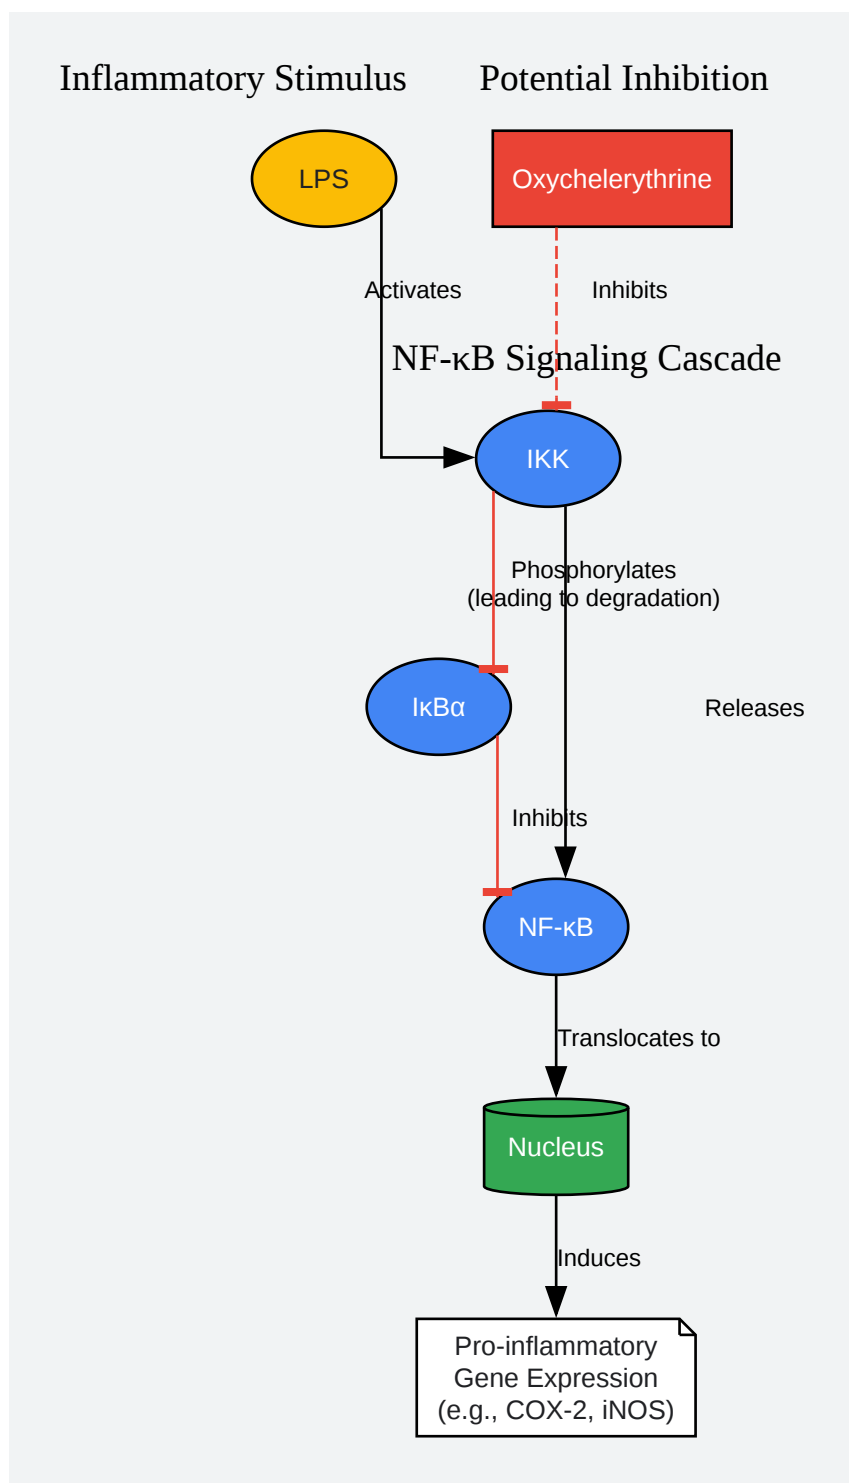 Inflammatory Stimulus
Potential Inhibition
LPS
Oxychelerythrine
Activates
Inhibits
NF-κB Signaling Cascade
IKK
Phosphorylates
(leading to degradation)
IκBα
Releases
Inhibits
NF-κB
Translocates to
Nucleus
Induces
Pro-inflammatory
Gene Expression
(e.g., COX-2, iNOS)